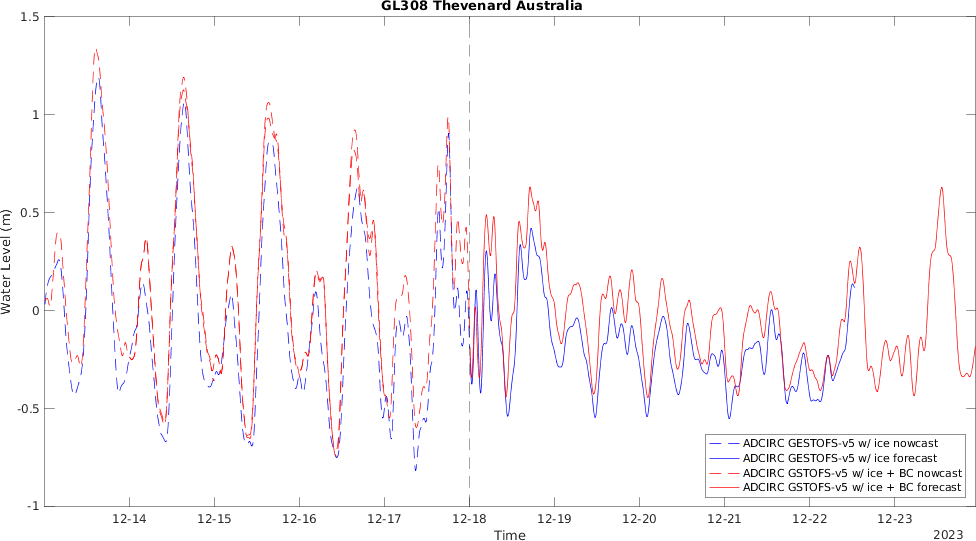 GL308 Thevenard Australia
1.5
1
0.5
0
-0.5
-1
Water Level (m)
12-14
12-15
12-16
12-17
12-18
12-19
12-20
12-21
12-22
12-23
Time
2023
ADCIRC GESTOFS-v5 w/ ice nowcast
ADCIRC GESTOFS-v5 w/ ice forecast
ADCIRC GSTOFS-v5 w/ ice + BC nowcast
ADCIRC GSTOFS-v5 w/ ice + BC forecast